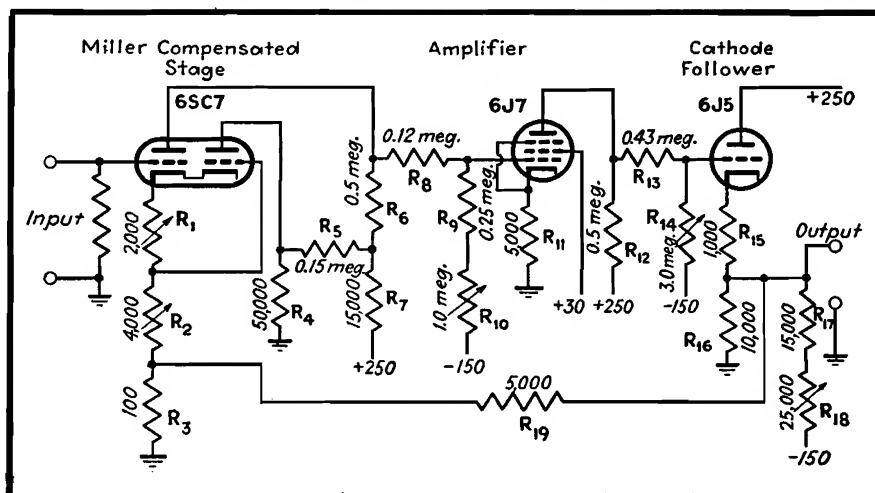 Miller Compensated
Stage
Amplifier
Cathode
Follower
6SC7
6J7
6J5
+250
0.12 meg.
R8
0.43 meg.
R13
Input
2,000
R1
0.5 meg.
R6
R5
0.15 meg.
R9
0.25 meg.
5,000
R11
0.5 meg.
R12
R14
3.0 meg.
1,000
R15
Output
4,000
R2
50,000
R4
15,000
R7
1.0 meg.
R10
+30
+250
-150
R16
10,000
R17
15,000
+250
-150
100
R3
5,000
R19
25,000
R18
-150